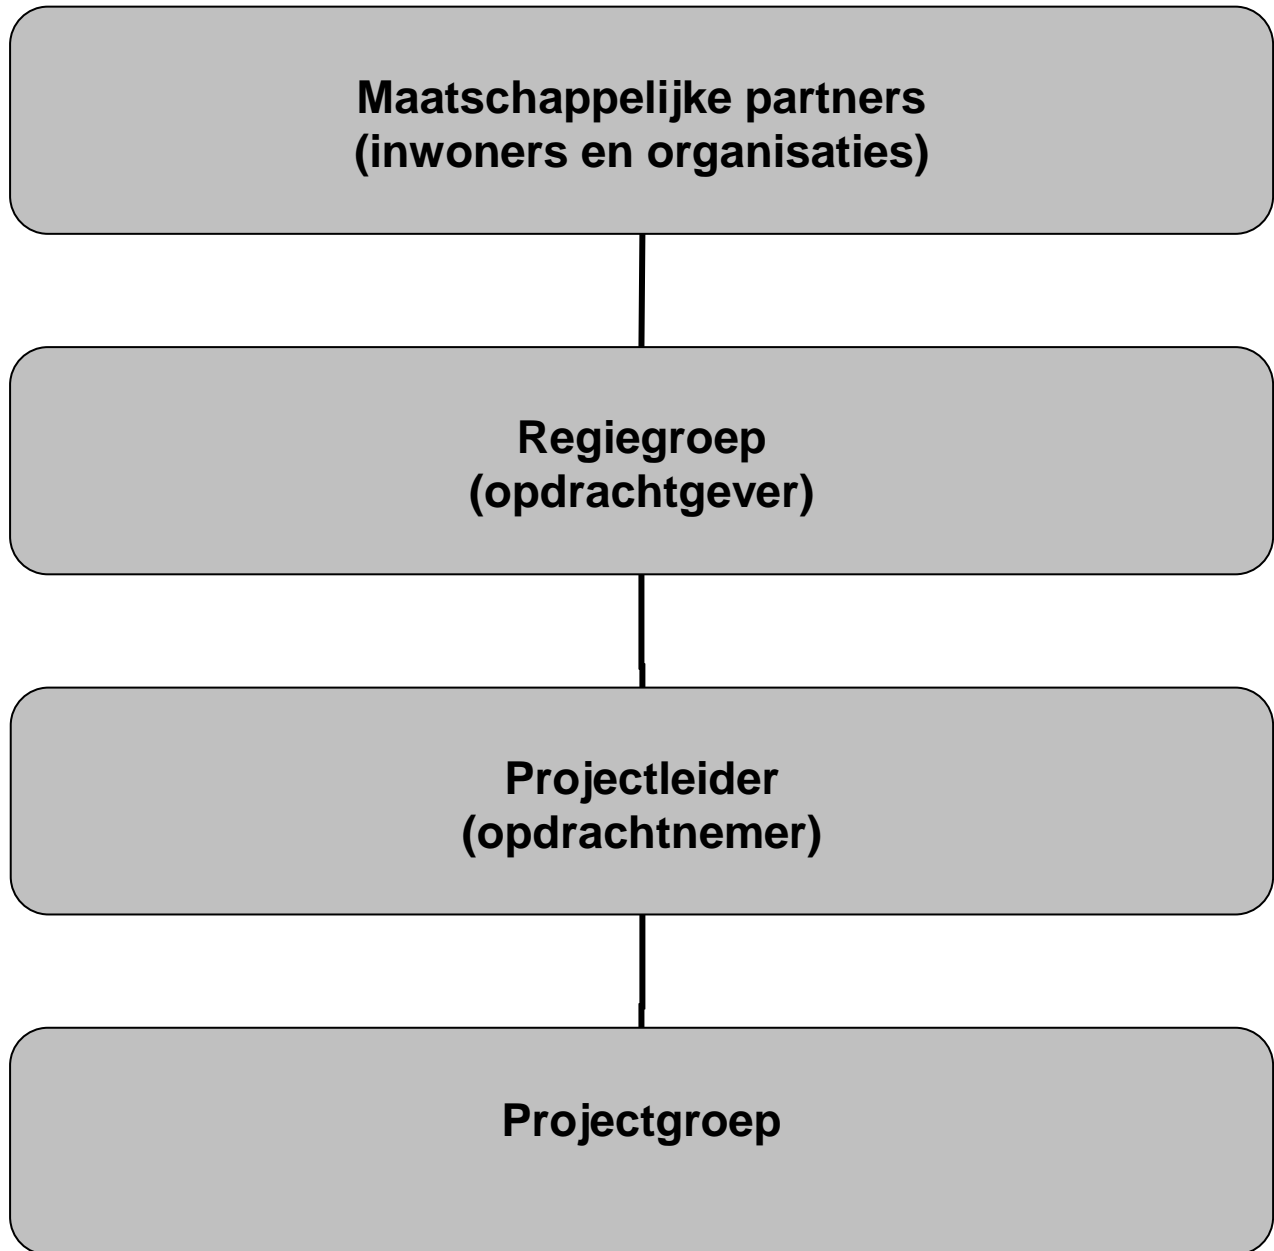 Maatschappelijke partners
(inwoners en organisaties)
Regiegroep
(opdrachtgever)
Projectleider
(opdrachtnemer)
Projectgroep